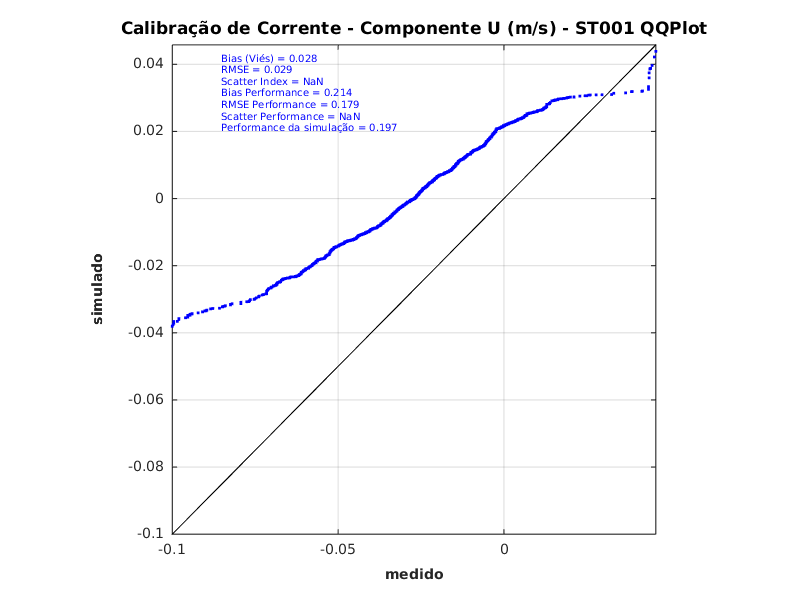 Calibração de Corrente - Componente U (m/s) - ST001 QQPlot
Bias (Viés) = 0.028
RMSE = 0.029
Scatter Index = NaN
Bias Performance = 0.214
RMSE Performance = 0.179
Scatter Performance = NaN
Performance da simulação = 0.197
0.04
0.02
0
-0.02
-0.04
-0.06
-0.08
-0.1
simulado
-0.1
-0.05
0
medido